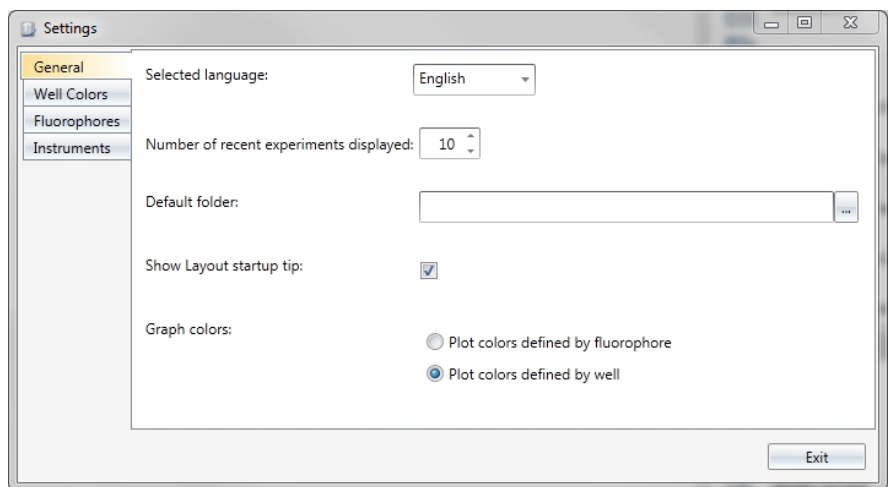 Settings
General
Well Colors
Fluorophores
Instruments
Selected language:
English
Number of recent experiments displayed:
10
Default folder:
...
Show Layout startup tip:
Graph colors:
Plot colors defined by fluorophore
Plot colors defined by well
Exit